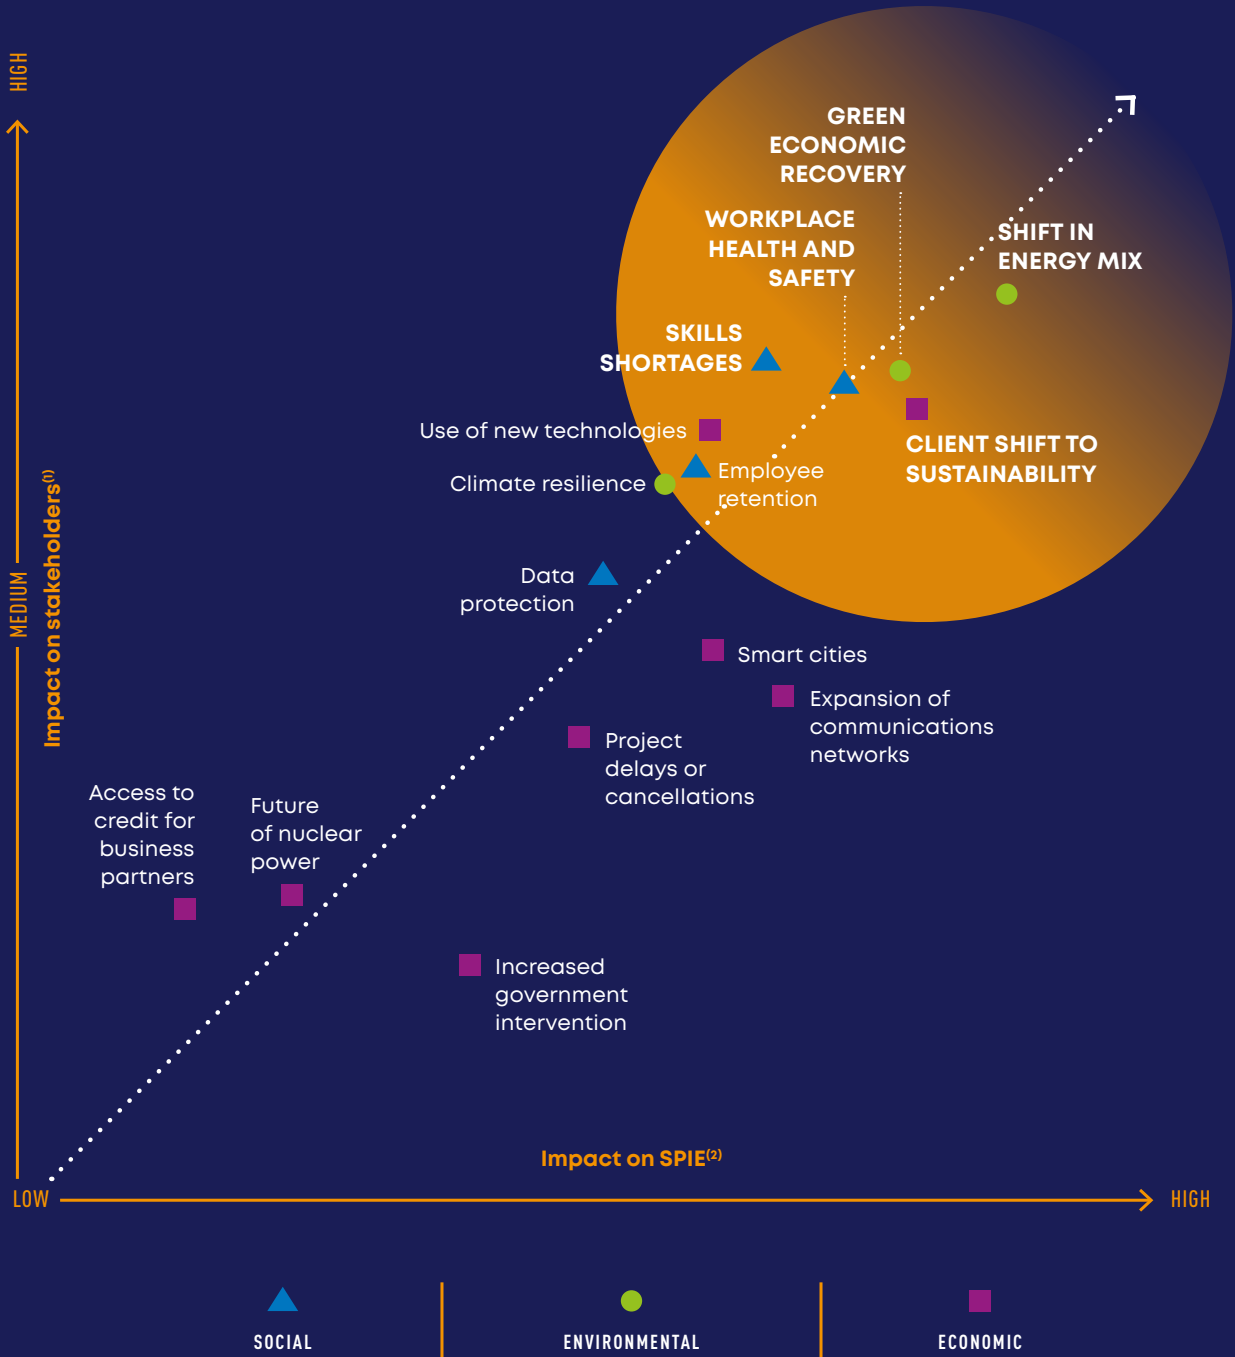 HIGH
GREEN
ECONOMIC
RECOVERY
WORKPLACE
HEALTH AND
SAFETY
SHIFT IN
ENERGY MIX
SKILLS
SHORTAGES
Use of new technologies
CLIENT SHIFT TO
SUSTAINABILITY
Climate resilience
Employee
retention
MEDIUM
Impact on stakeholders(1)
Data
protection
Smart cities
Expansion of
communications
networks
Project
delays or
cancellations
Access to
credit for
business
partners
Future
of nuclear
power
Increased
government
intervention
Impact on SPIE(2)
LOW
HIGH
SOCIAL
ENVIRONMENTAL
ECONOMIC